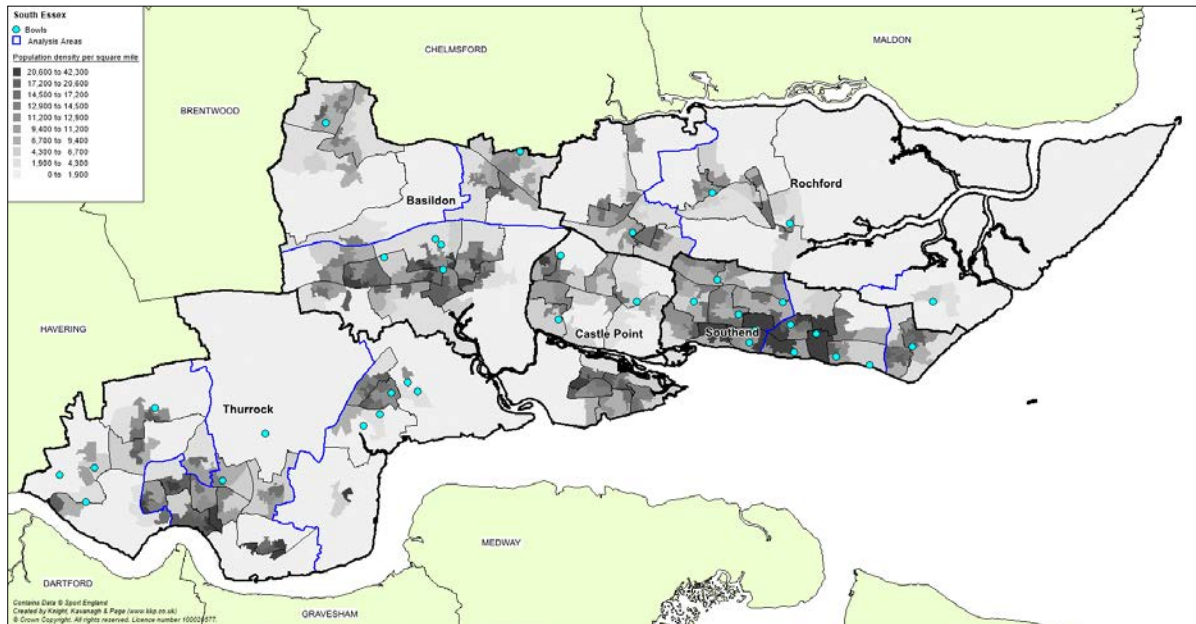 South Essex
Bowls
Analysis Areas
Population density per square mile
20,600 to 42,300
17,200 to 20,600
14,500 to 17,200
12,900 to 14,500
11,200 to 12,900
9,400 to 11,200
6,700 to 9,400
4,300 to 6,700
1,900 to 4,300
0 to 1,900
CHELMSFORD
MALDON
BRENTWOOD
Rochford
Basildon
HAVERING
Castle Point
Southend
Thurrock
MEDWAY
DARTFORD
GRAVESHAM
Contains Data © Sport England
Created by Knight, Kavanagh & Page (www.kkp.co.uk)
© Crown Copyright. All rights reserved. Licence number